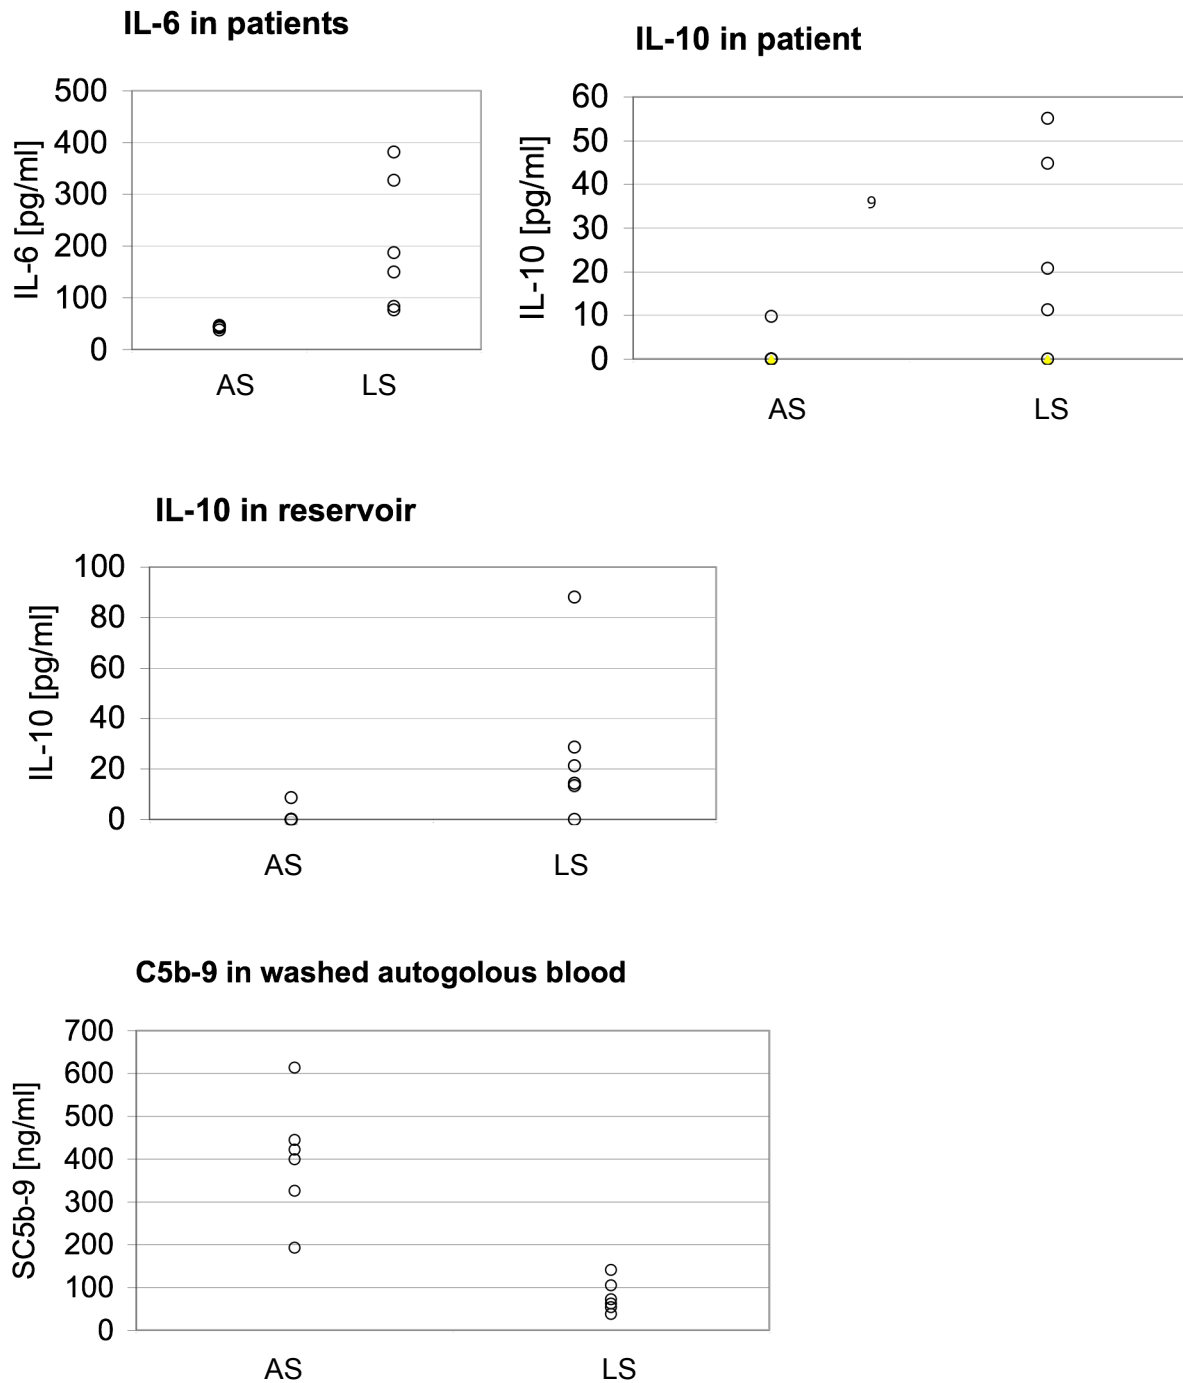 IL-6 in patients
IL-6 [pg/ml]
500
400
300
200
100
0
AS LS
IL-10 in patient
IL-10 [pg/ml]
60
50
40
30
20
10
0
9
AS LS
IL-10 in reservoir
IL-10 [pg/ml]
100
80
60
40
20
0
AS LS
C5b-9 in washed autogolous blood
SC5b-9 [ng/ml]
700
600
500
400
300
200
100
0
AS LS